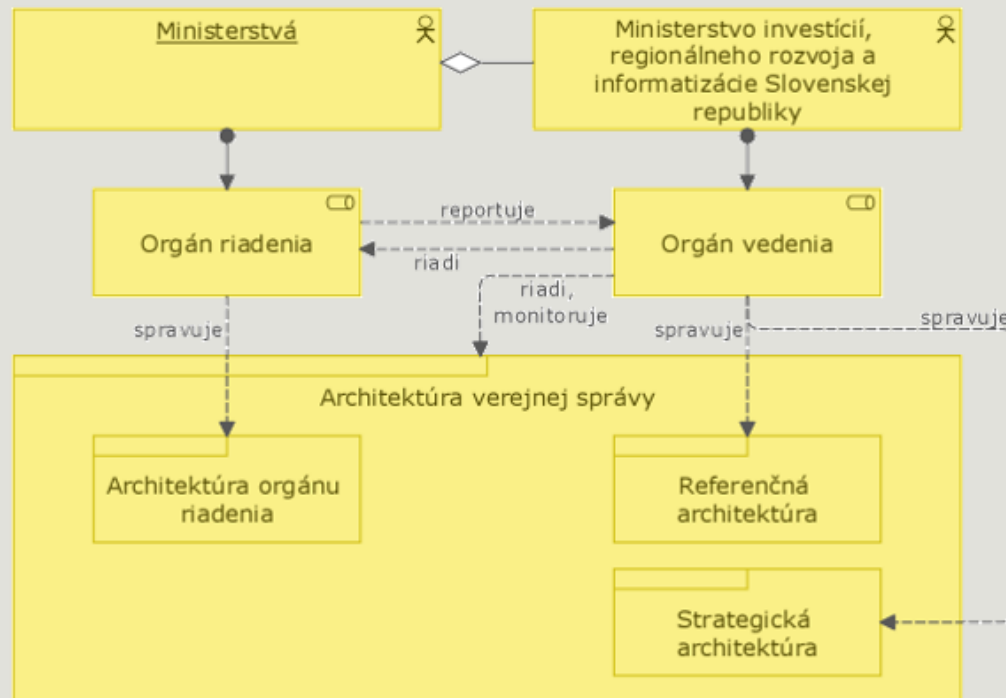 Ministerstvá
Ministerstvo investícií,
regionálneho rozvoja a
informatizácie Slovenskej
republiky
Orgán riadenia
reportuje
riadi
Orgán vedenia
riadi,
monitoruje
spravuje
spravuje
spravuje
Architektúra verejnej správy
Architektúra orgánu
riadenia
Referenčná
architektúra
Strategická
architektúra